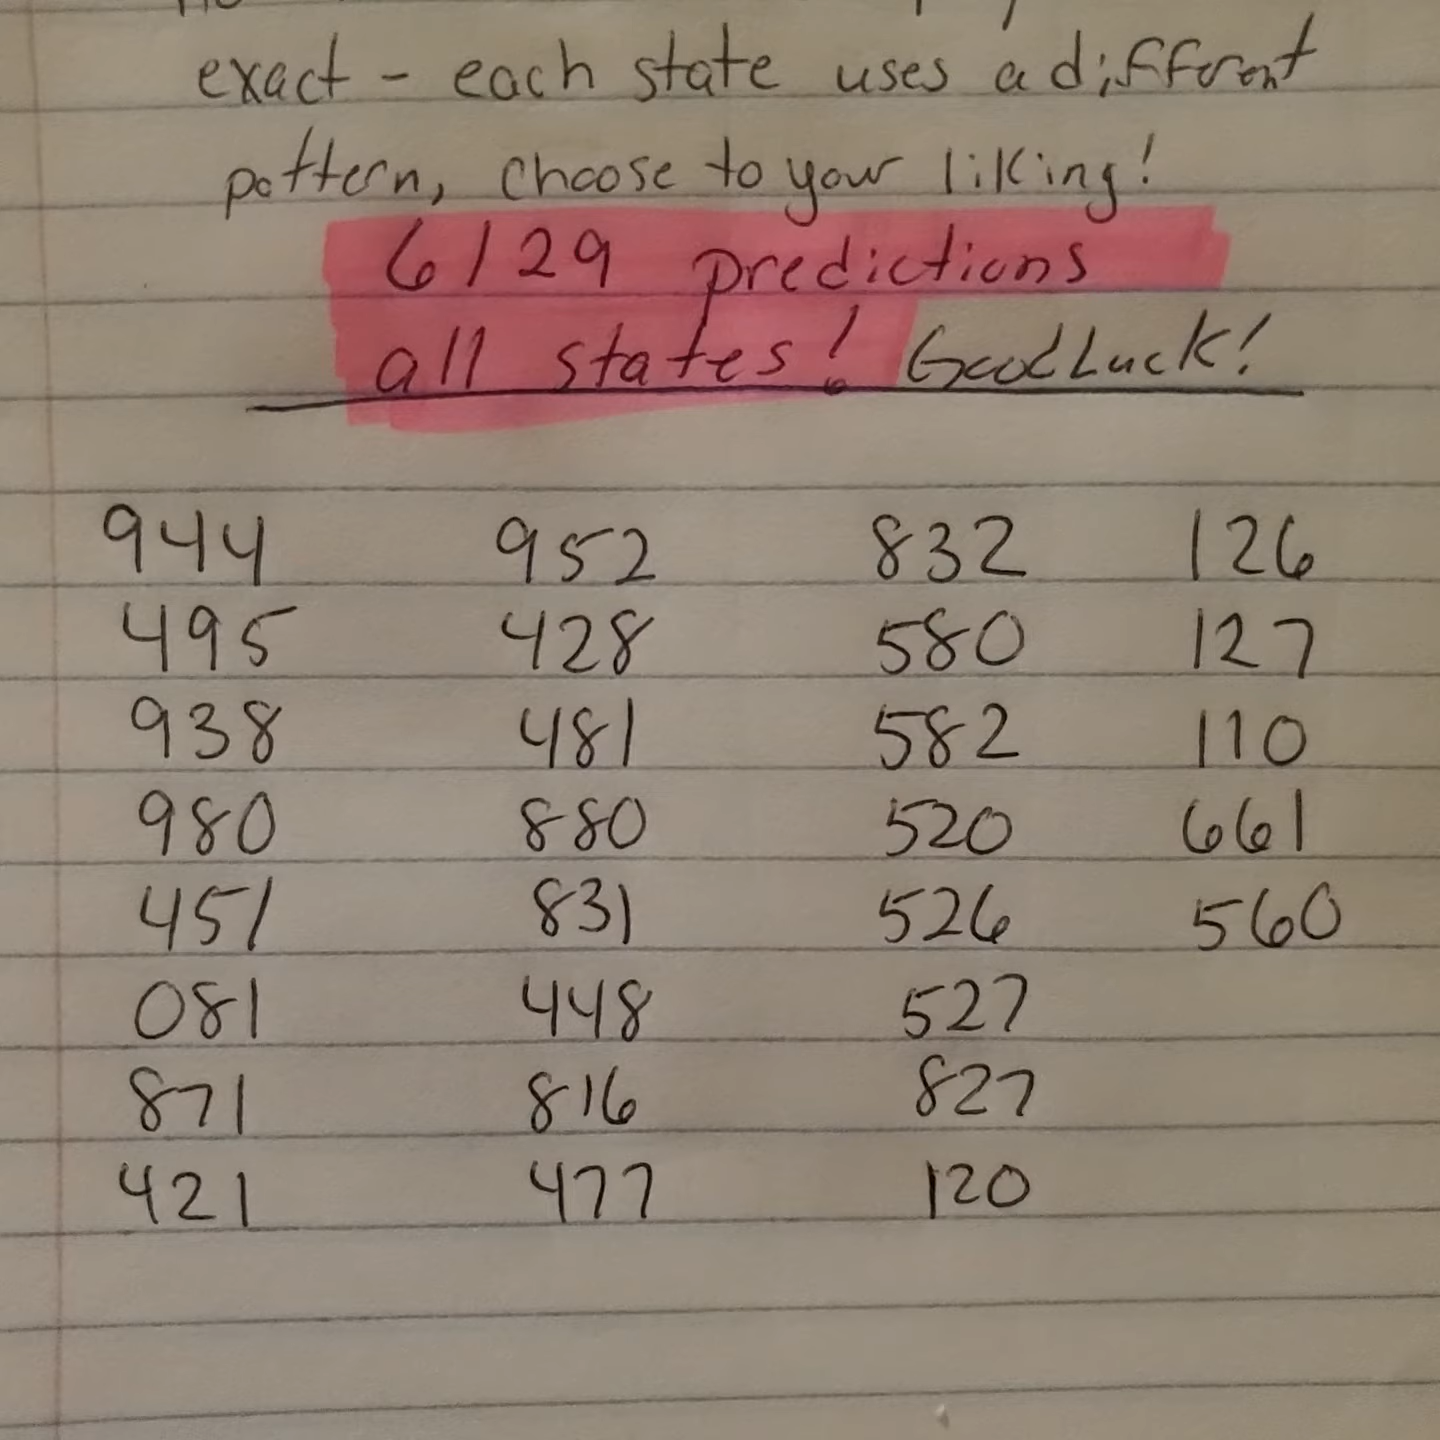 exact - each state uses a different
pattern, choose to your liking!
6/29 predictions
all states! Good Luck!
944 952 832 126
495 428 580 127
938 481 582 110
980 880 520 661
451 831 526 560
081 448 527
871 816 827
421 477 120